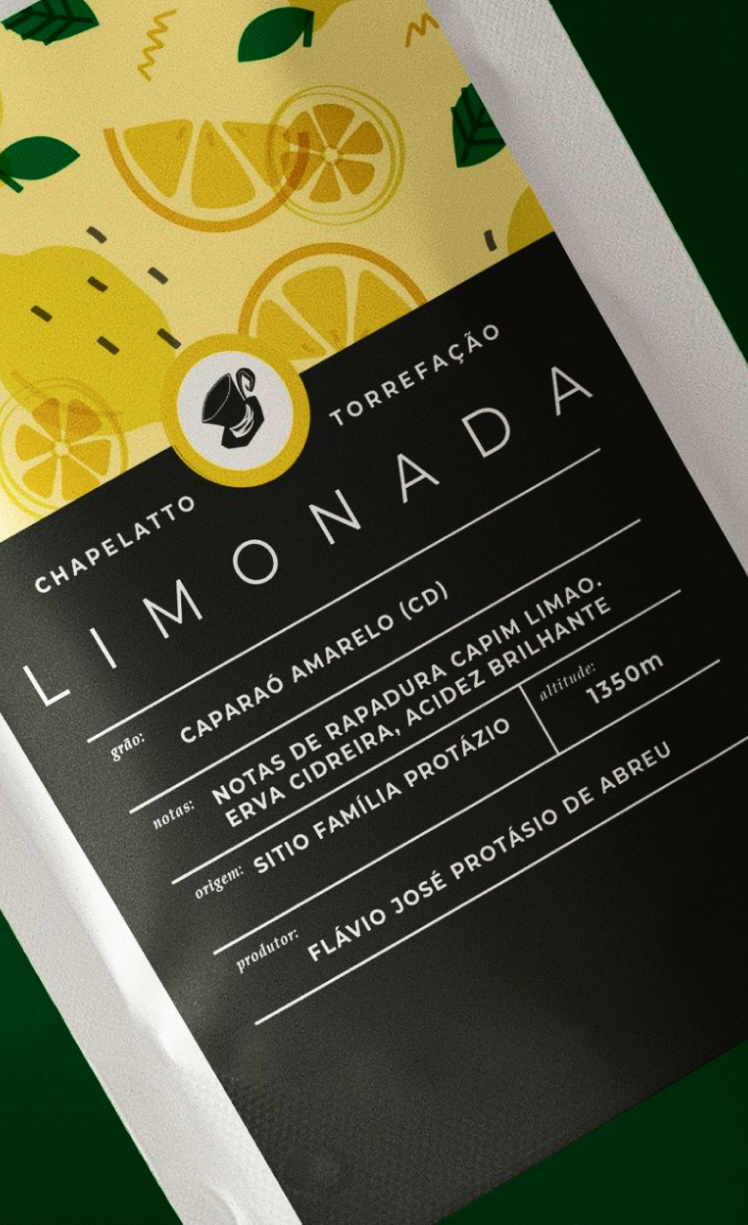 CHAPELATTO TORREFAÇÃO
LIMONADA
grão: CAPARAÓ AMARELO (CD)
notas: NOTAS DE RAPADURA CAPIM LIMAO.
ERVA CIDREIRA, ACIDEZ BRILHANTE
origem: SITIO FAMÍLIA PROTÁZIO
altitude: 1350m
produtor: FLÁVIO JOSÉ PROTÁSIO DE ABREU